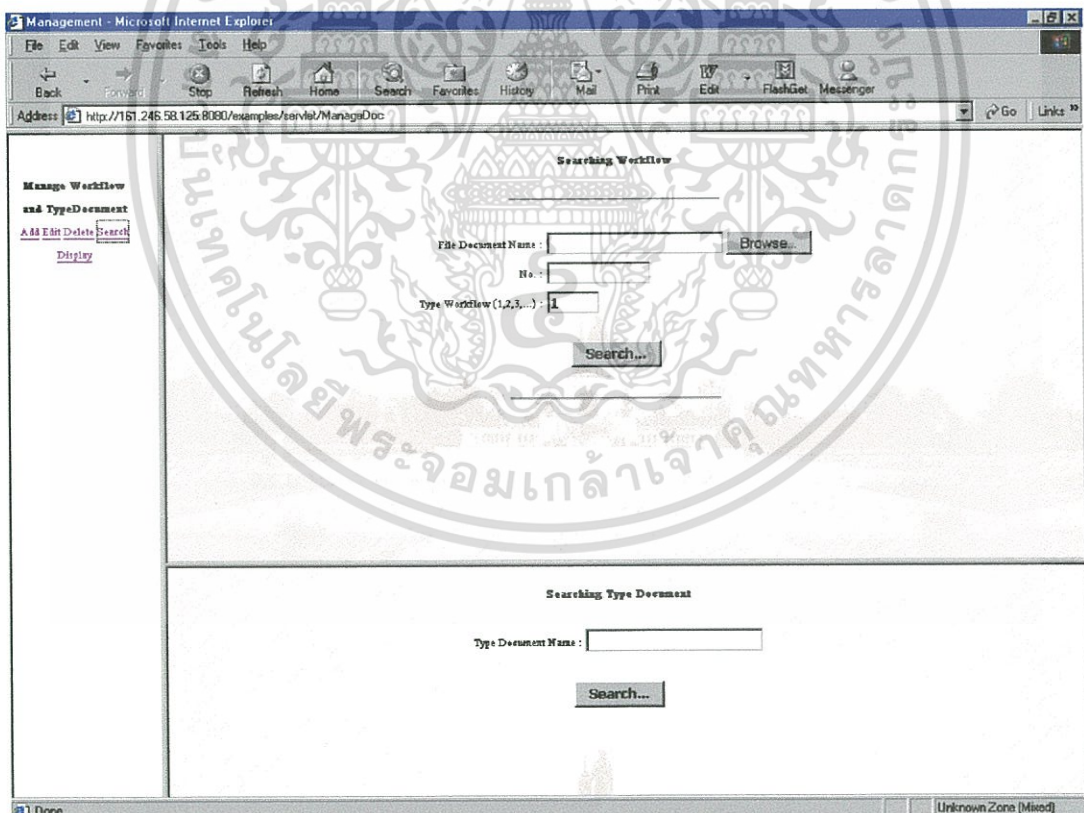 Management - Microsoft Internet Explorer
File Edit View Favorites Tools Help
Back Forward Stop Refresh Home Search Favorites History Mail Print Edit FlashGet Messenger
Address http://161.246.58.125:8080/examples/servlet/ManageDoc Go Links »
Manage Workflow
and TypeDocument
Add Edit Delete Search
Display
Searching Workflow
File Document Name : Browse...
No. :
Type Workflow (1,2,3,...) : 1
Search...
Searching Type Document
Type Document Name :
Search...
Done Unknown Zone (Mixed)